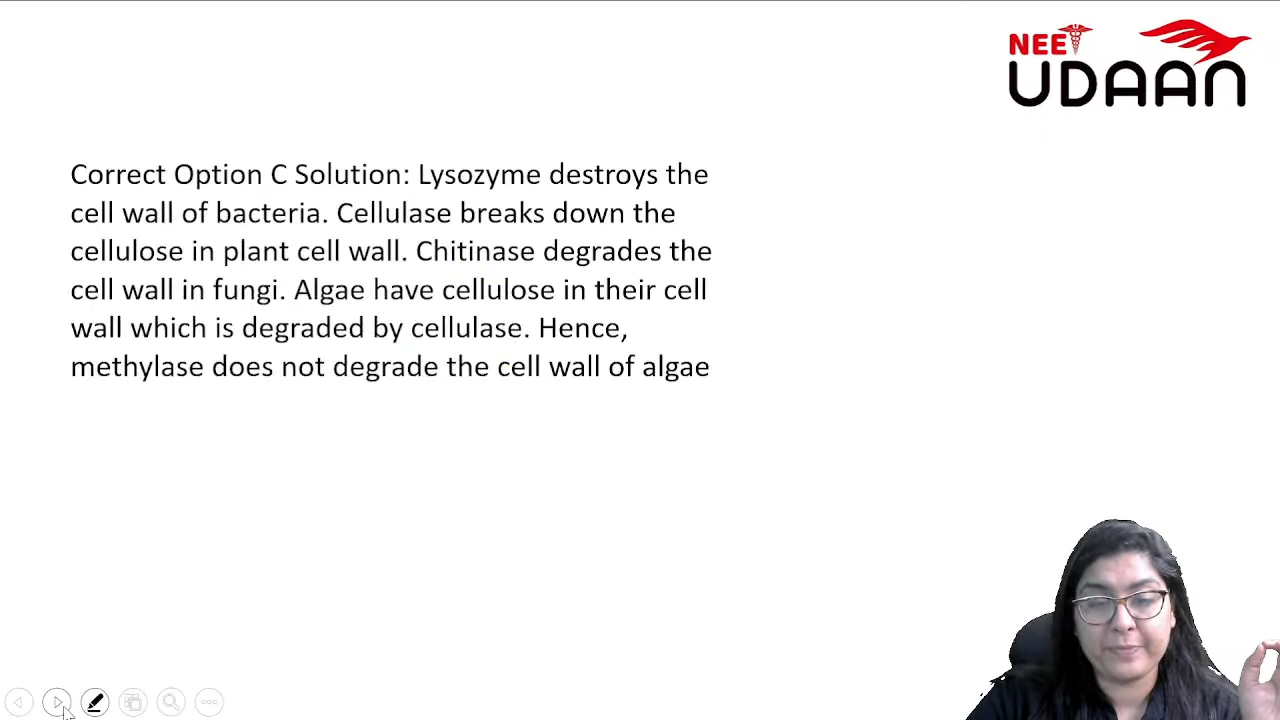 NEET
UDAAN
Correct Option C Solution: Lysozyme destroys the
cell wall of bacteria. Cellulase breaks down the
cellulose in plant cell wall. Chitinase degrades the
cell wall in fungi. Algae have cellulose in their cell
wall which is degraded by cellulase. Hence,
methylase does not degrade the cell wall of algae